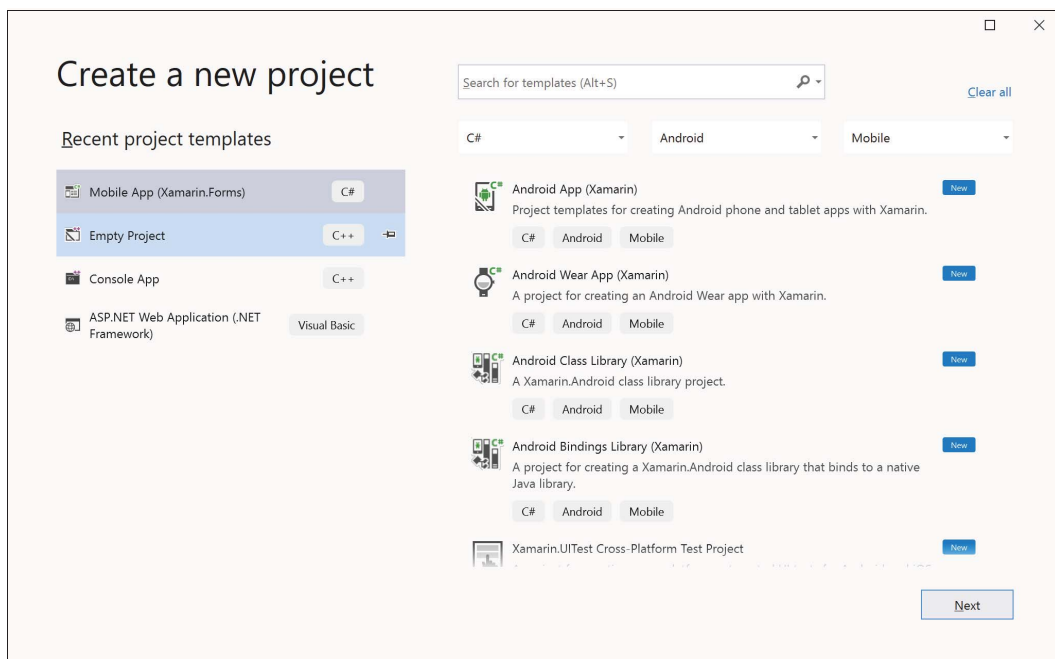 Create a new project
Search for templates (Alt+S)
Clear all
Recent project templates
Mobile App (Xamarin.Forms)
C#
Empty Project
C++
Console App
C++
ASP.NET Web Application (.NET
Framework)
Visual Basic
C#
Android
Mobile
Android App (Xamarin)
New
Project templates for creating Android phone and tablet apps with Xamarin.
C# Android Mobile
Android Wear App (Xamarin)
New
A project for creating an Android Wear app with Xamarin.
C# Android Mobile
Android Class Library (Xamarin)
New
A Xamarin.Android class library project.
C# Android Mobile
Android Bindings Library (Xamarin)
New
A project for creating a Xamarin.Android class library that binds to a native
Java library.
C# Android Mobile
Xamarin.UITest Cross-Platform Test Project
New
Next